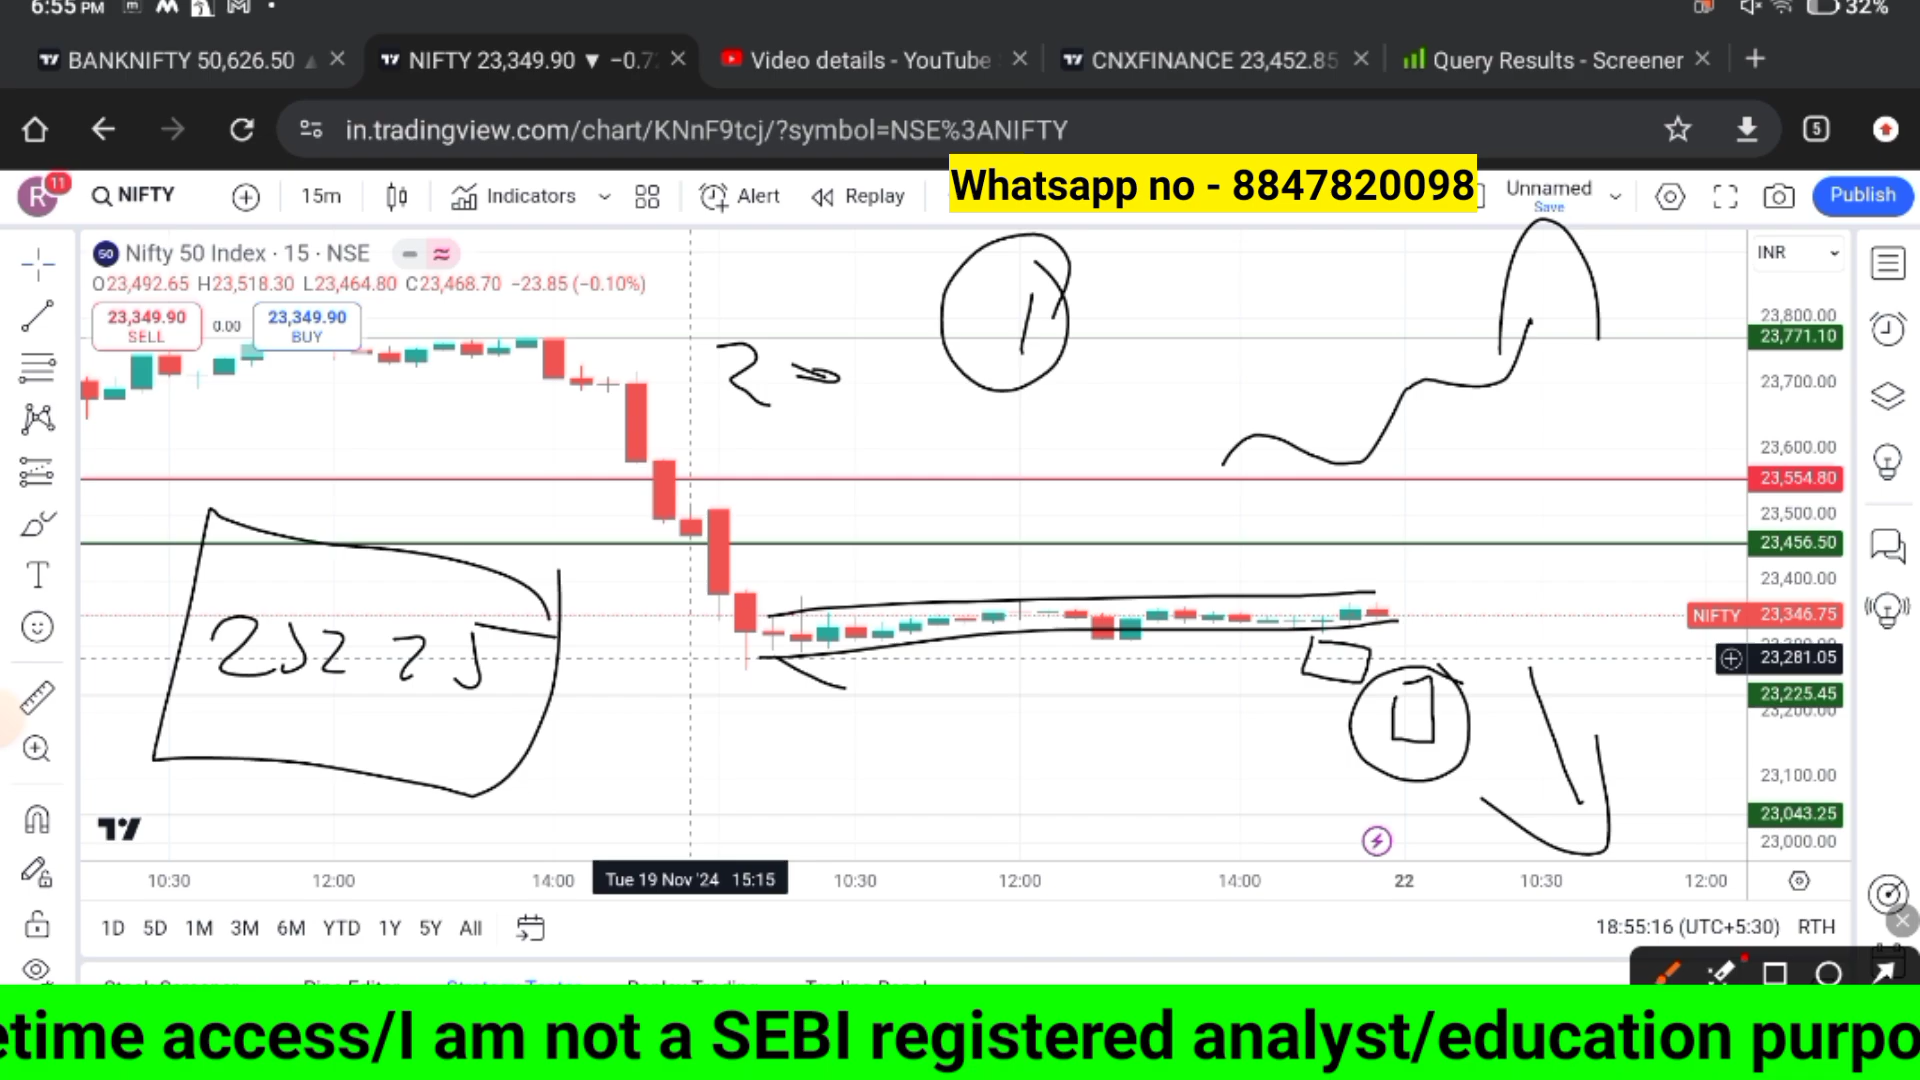 6:55 PM
32%
BANKNIFTY 50,626.50
NIFTY 23,349.90 ▼ −0.7
Video details - YouTube
CNXFINANCE 23,452.85
Query Results - Screener
in.tradingview.com/chart/KNnF9tcj/?symbol=NSE%3ANIFTY
5
Whatsapp no - 8847820098
R
11
NIFTY
15m
Indicators
Alert
Replay
Unnamed
Save
Publish
50
Nifty 50 Index · 15 · NSE
INR
O23,492.65 H23,518.30 L23,464.80 C23,468.70 −23.85 (−0.10%)
23,349.90
SELL
0.00
23,349.90
BUY
23,800.00
23,771.10
23,700.00
23,600.00
23,554.80
23,500.00
23,456.50
23,400.00
NIFTY 23,346.75
23,281.05
23,225.45
23,200.00
23,100.00
23,043.25
23,000.00
23225
10:30
12:00
14:00
Tue 19 Nov '24 15:15
10:30
12:00
14:00
22
10:30
12:00
1D 5D 1M 3M 6M YTD 1Y 5Y All
18:55:16 (UTC+5:30) RTH
etime access/I am not a SEBI registered analyst/education purpo